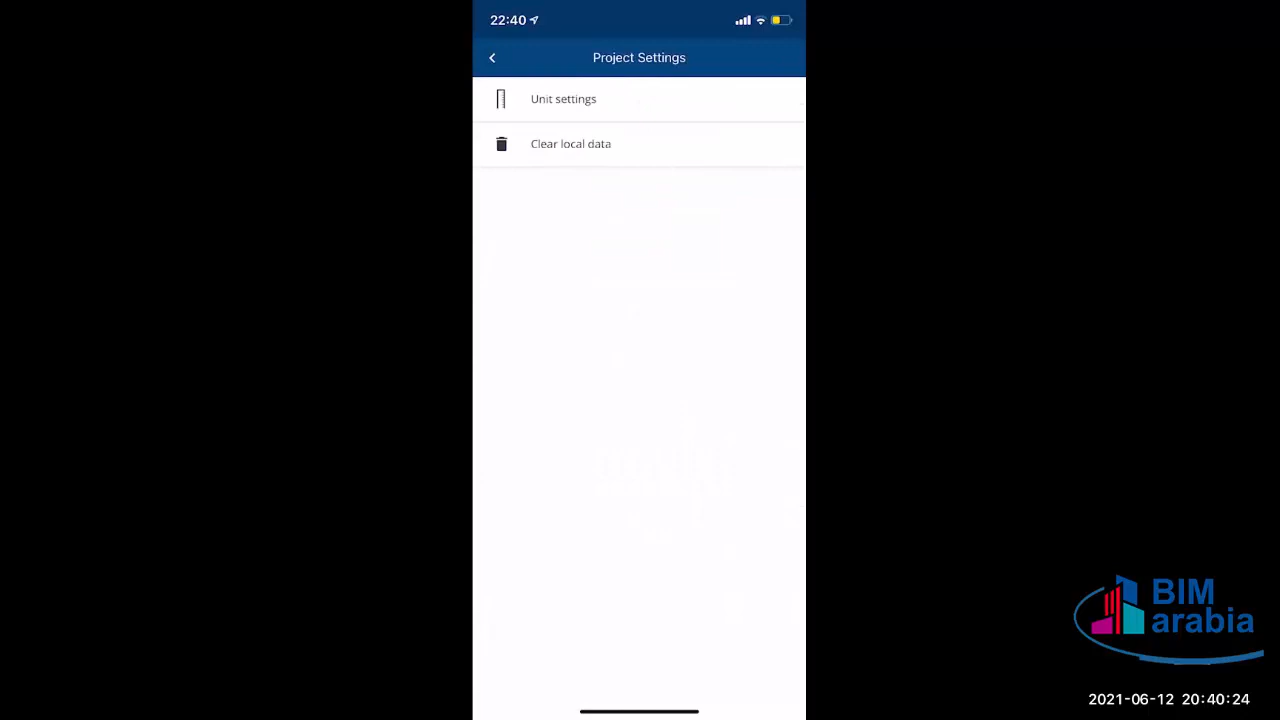 22:40
Project Settings
Unit settings
Clear local data
BIM
arabia
2021-06-12 20:40:24